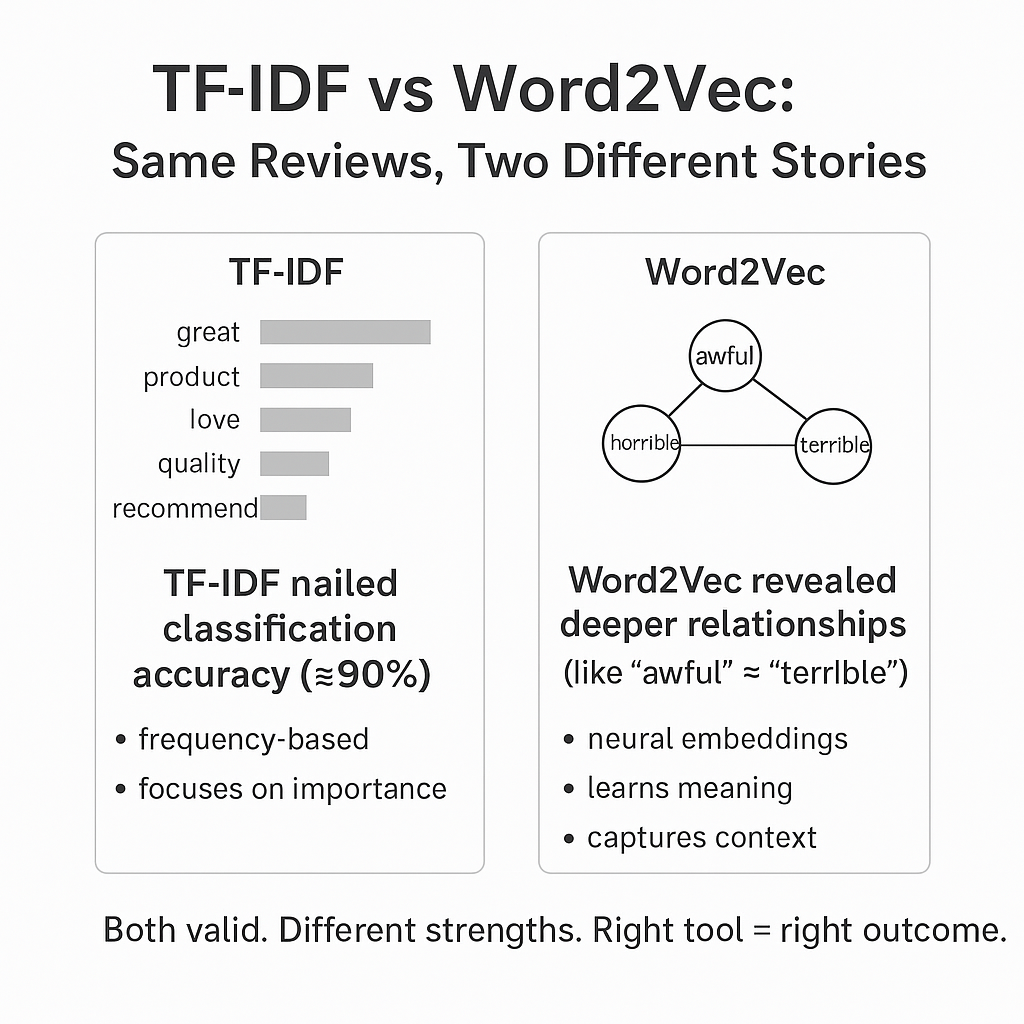 TF-IDF vs Word2Vec:
Same Reviews, Two Different Stories
TF-IDF
great
product
love
quality
recommend
TF-IDF nailed
classification
accuracy (≋90%)
• frequency-based
• focuses on importance
Word2Vec
awful
horrible
terrible
Word2Vec revealed
deeper relationships
(like “awful” ≈ “terrlble”)
• neural embeddings
• learns meaning
• captures context
Both valid. Different strengths. Right tool = right outcome.